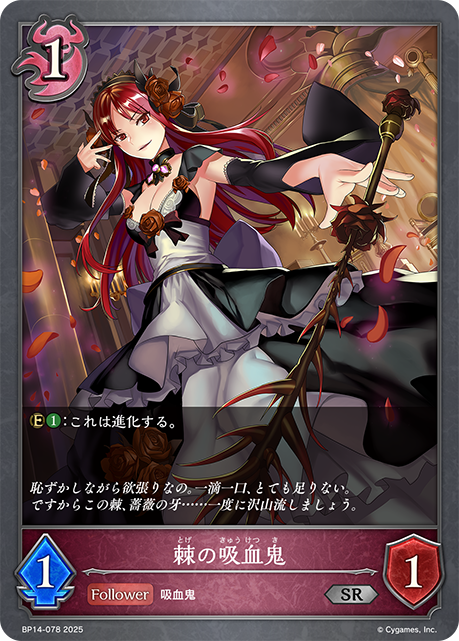 1
E 1：これは進化する。
恥ずかしながら欲張りなの。一滴一口、とても足りない。
ですからこの棘、薔薇の牙……一度に沢山流しましょう。
とげ きゅうけつき
棘の吸血鬼
1
Follower 吸血鬼
SR
1
BP14-078 2025
© Cygames, Inc.